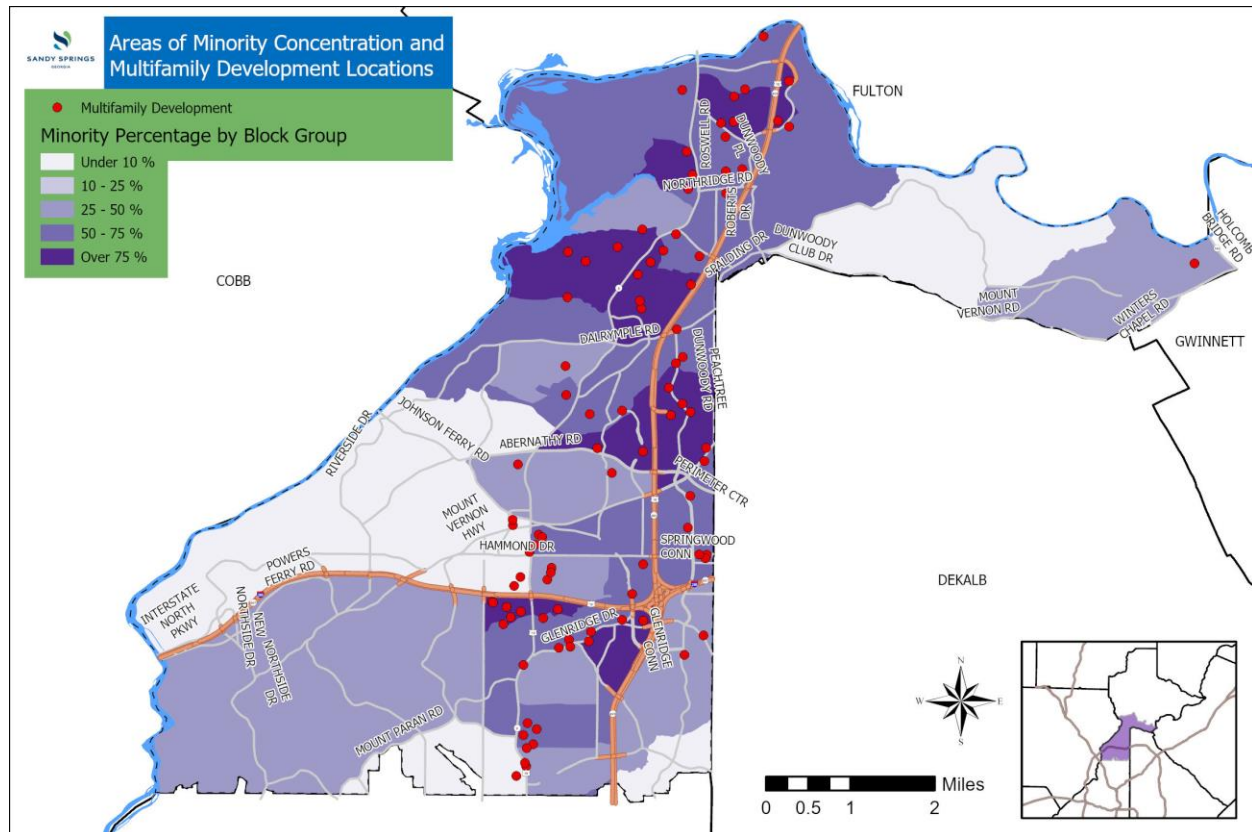 SANDY SPRINGS
GEORGIA
Areas of Minority Concentration and
Multifamily Development Locations
Multifamily Development
Minority Percentage by Block Group
Under 10 %
10 - 25 %
25 - 50 %
50 - 75 %
Over 75 %
FULTON
ROSWELL RD
DUNWOODY
PL
NORTHRIDGE RD
ROBERTS
DR
SPALDING DR
DUNWOODY
CLUB DR
HOLCOMB
BRIDGE RD
COBB
MOUNT
VERNON RD
WINTERS
CHAPEL RD
GWINNETT
DALRYMPLE RD
PEACHTREE
DUNWOODY RD
RIVERSIDE DR
JOHNSON FERRY RD
ABERNATHY RD
PERIMETER CTR
MOUNT
VERNON
HWY
HAMMOND DR
SPRINGWOOD
CONN
POWERS
FERRY RD
DEKALB
INTERSTATE
NORTH
PKWY
NORTHSIDE DR
NEW NORTHSIDE
DR
GLENRIDGE DR
GLENRIDGE
CONN
MOUNT PARAN RD
N
W
E
S
Miles
0 0.5 1 2